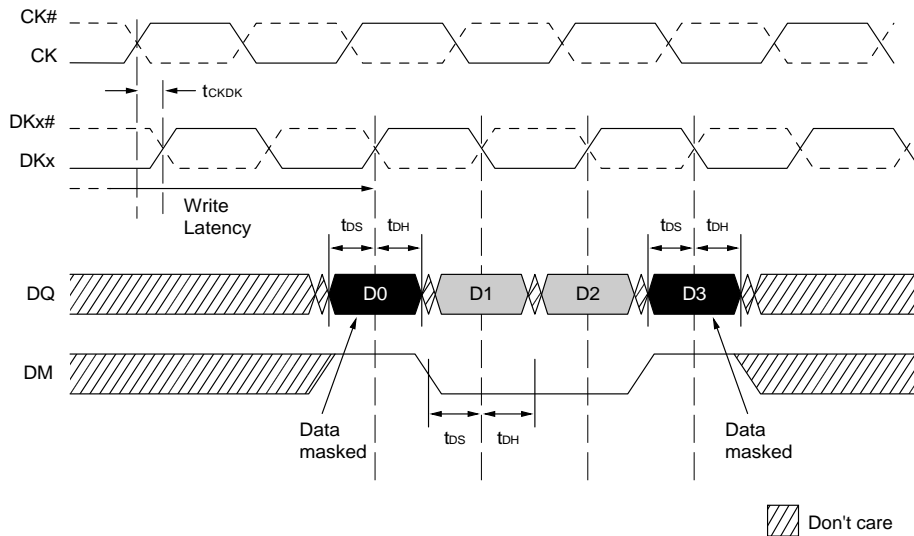 CK#
CK
tCKDK
DKx#
DKx
Write
Latency
tDS tDH tDS tDH
DQ D0 D1 D2 D3
DM
tDS tDH
Data
masked
Data
masked
Don't care